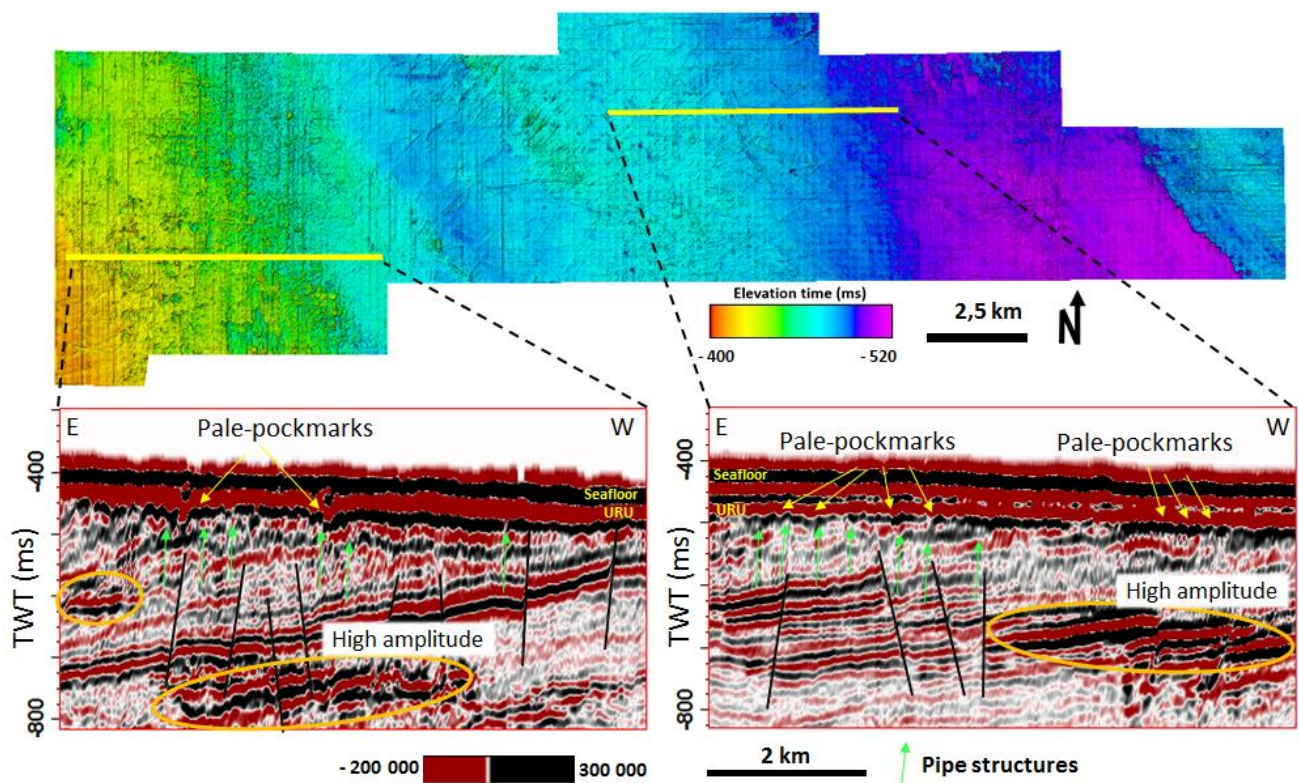 Elevation time (ms)
- 400
- 520
2,5 km
N
E
W
Pale-pockmarks
-400
Seafloor
URU
TWT (ms)
High amplitude
-800
E
W
Pale-pockmarks
Pale-pockmarks
-400
Seafloor
URU
TWT (ms)
High amplitude
-800
- 200 000
300 000
2 km
Pipe structures